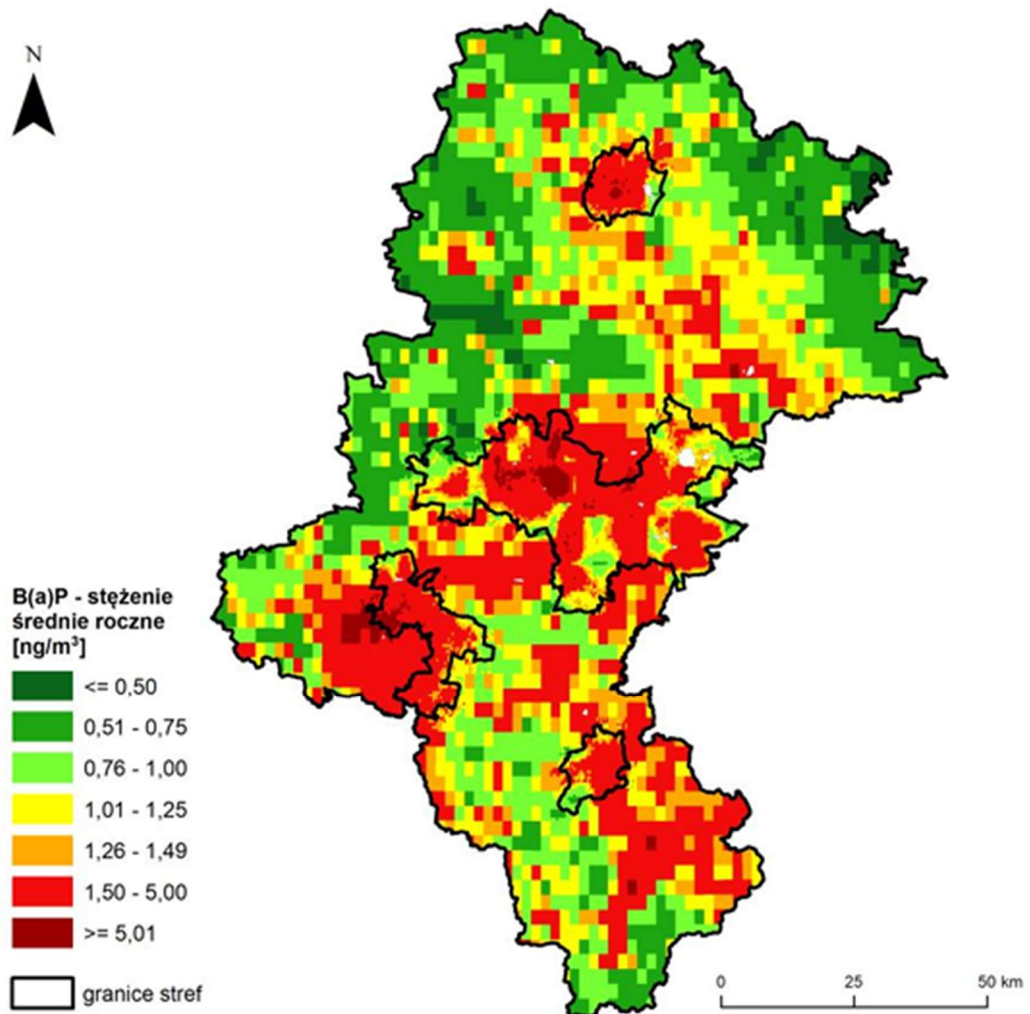 N
B(a)P - stężenie
średnie roczne
[ng/m³]
<= 0,50
0,51 - 0,75
0,76 - 1,00
1,01 - 1,25
1,26 - 1,49
1,50 - 5,00
>= 5,01
granice stref
0 25 50 km